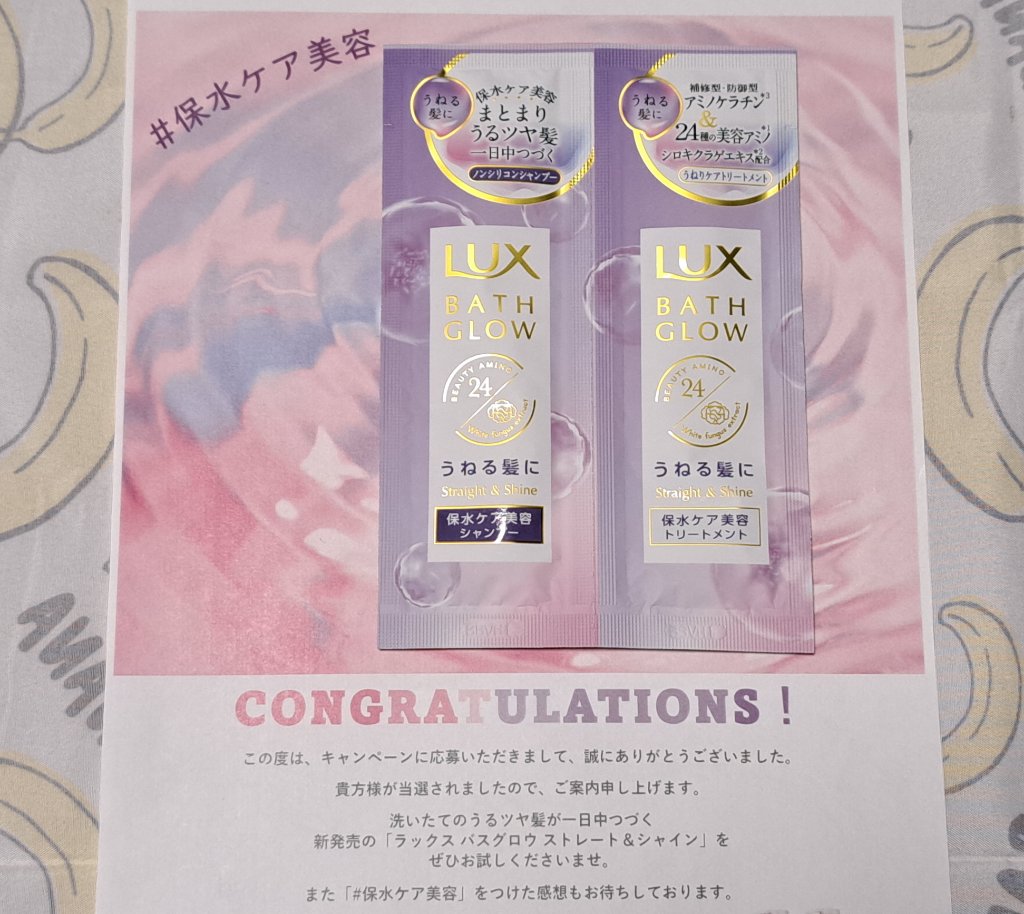 #保水ケア美容
うねる
髪に
保水ケア美容
まとまり
うるツヤ髪
一日中つづく
ノンシリコンシャンプー
LUX
BATH
GLOW
BEAUTY AMINO
24
White fungus extract
うねる髪に
Straight & Shine
保水ケア美容
シャンプー
うねる
髪に
補修型・防御型
アミノケラチン*3
&
24種の美容アミノ
シロキクラゲエキス*2配合
うねりケアトリートメント
LUX
BATH
GLOW
BEAUTY AMINO
24
White fungus extract
うねる髪に
Straight & Shine
保水ケア美容
トリートメント
CONGRATULATIONS!
この度は、キャンペーンに応募いただきまして、誠にありがとうございました。
貴方様が当選されましたので、ご案内申し上げます。
洗いたてのうるツヤ髪が一日中つづく
新発売の「ラックス バスグロウ ストレート&シャイン」を
ぜひお試しくださいませ。
また「#保水ケア美容」をつけた感想もお待ちしております。